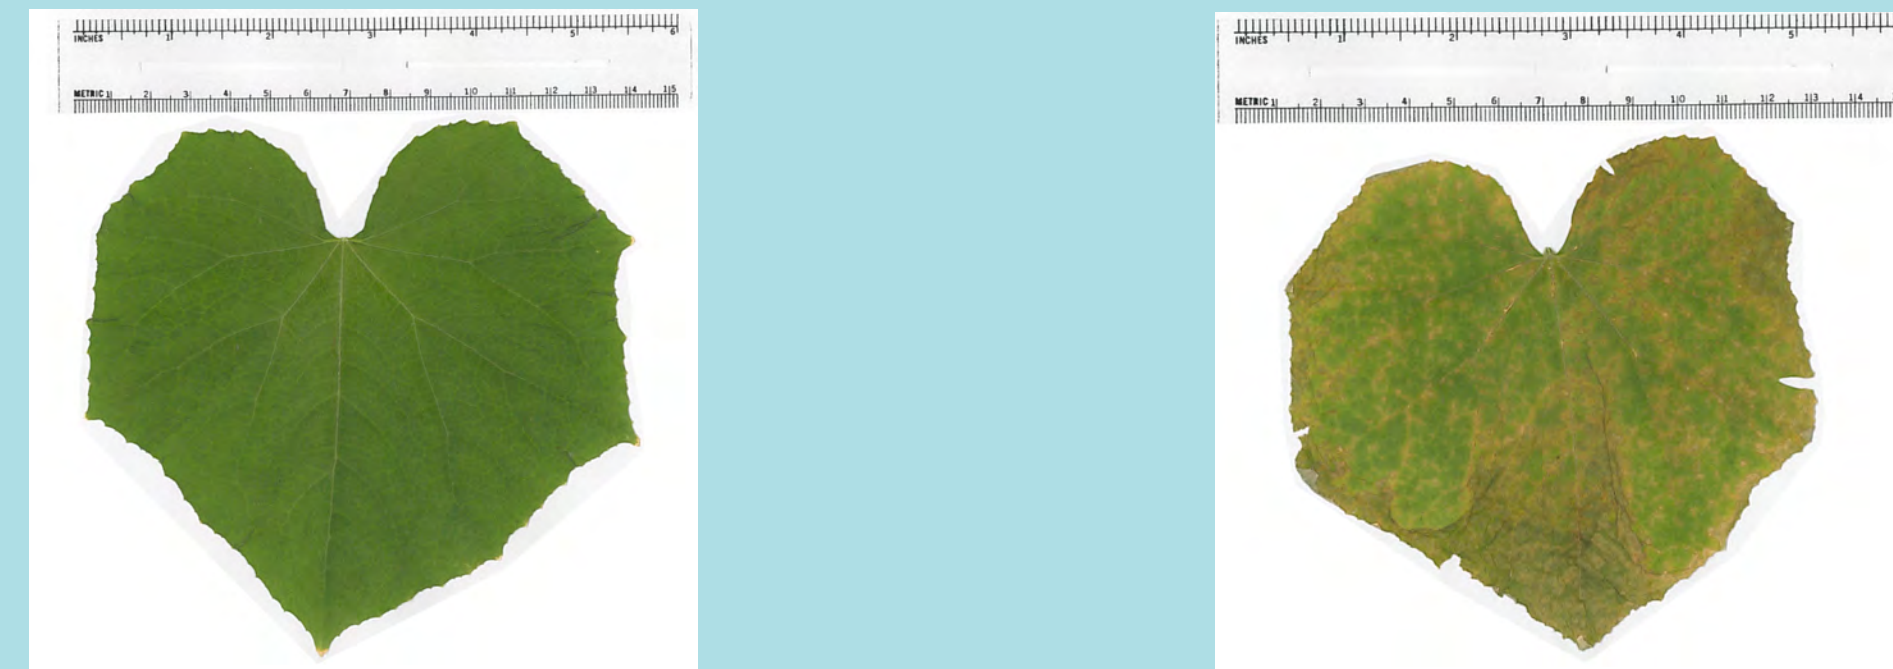 INCHES 1 2 3 4 5 6
METRIC 1 2 3 4 5 6 7 8 9 10 11 12 13 14 15
INCHES 1 2 3 4 5
METRIC 1 2 3 4 5 6 7 8 9 10 11 12 13 14